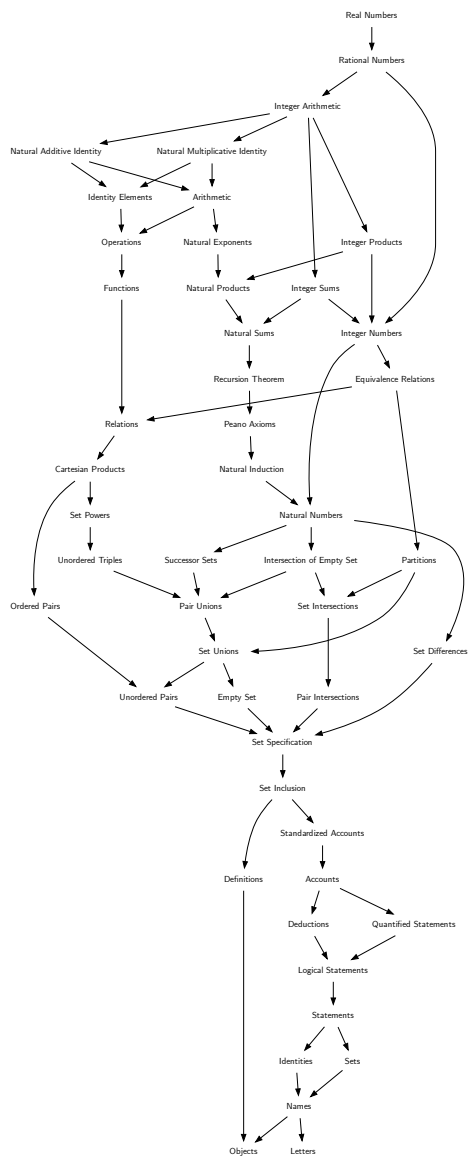 Real Numbers
Rational Numbers
Integer Arithmetic
Natural Additive Identity
Natural Multiplicative Identity
Identity Elements
Arithmetic
Operations
Natural Exponents
Integer Products
Functions
Natural Products
Integer Sums
Natural Sums
Integer Numbers
Recursion Theorem
Equivalence Relations
Relations
Peano Axioms
Cartesian Products
Natural Induction
Set Powers
Natural Numbers
Unordered Triples
Successor Sets
Intersection of Empty Set
Partitions
Ordered Pairs
Pair Unions
Set Intersections
Set Unions
Set Differences
Unordered Pairs
Empty Set
Pair Intersections
Set Specification
Set Inclusion
Standardized Accounts
Definitions
Accounts
Deductions
Quantified Statements
Logical Statements
Statements
Identities
Sets
Names
Objects
Letters